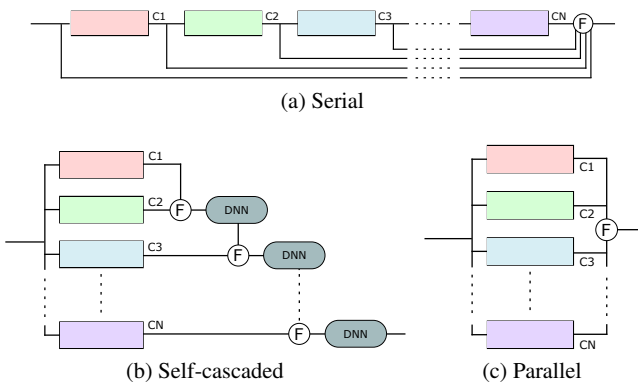 C1 C2 C3 CN F
(a) Serial
C1
C2 F DNN
C3 F DNN
CN F DNN
(b) Self-cascaded
C1
C2
F
C3
CN
(c) Parallel